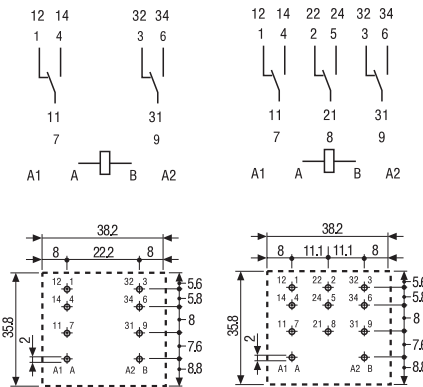 12 14 32 34
1 4 3 6
11 31
7 9
A1 A B A2
38.2
8 22.2 8
12 1 32 3
14 4 34 6
11 7 31 9
A1 A A2 B
35.8
2
5.6
5.8
8
7.6
8.8
12 14 22 24 32 34
1 4 2 5 3 6
11 21 31
7 8 9
A1 A B A2
38.2
8 11.1 11.1 8
12 1 22 2 32 3
14 4 24 5 34 6
11 7 21 8 31 9
A1 A A2 B
35.8
2
5.6
5.8
8
7.6
8.8